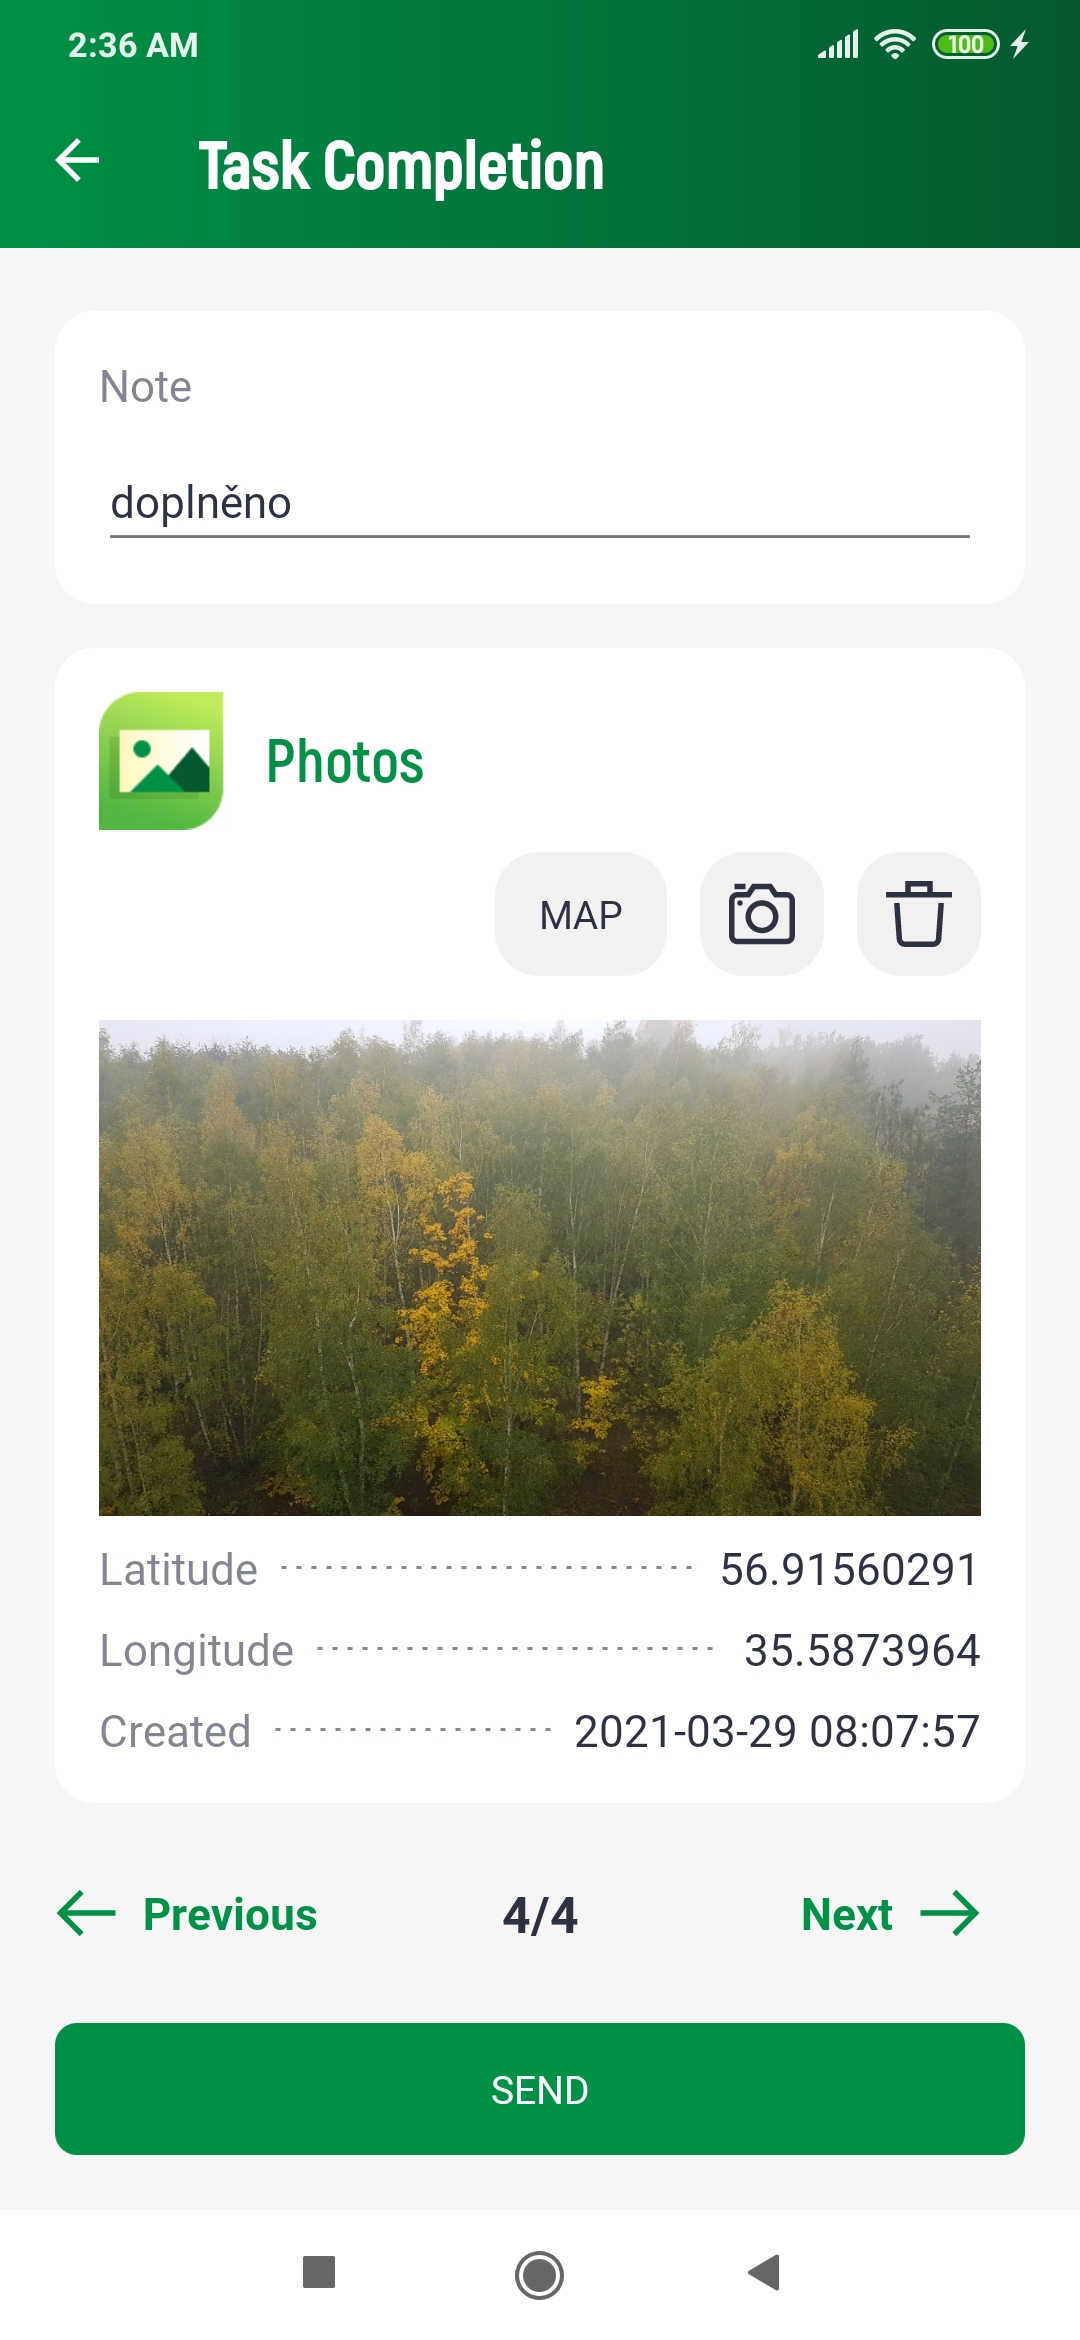 2:36 AM 100
Task Completion
Note
doplněno
Photos
MAP
Latitude 56.91560291
Longitude 35.5873964
Created 2021-03-29 08:07:57
Previous 4/4 Next
SEND